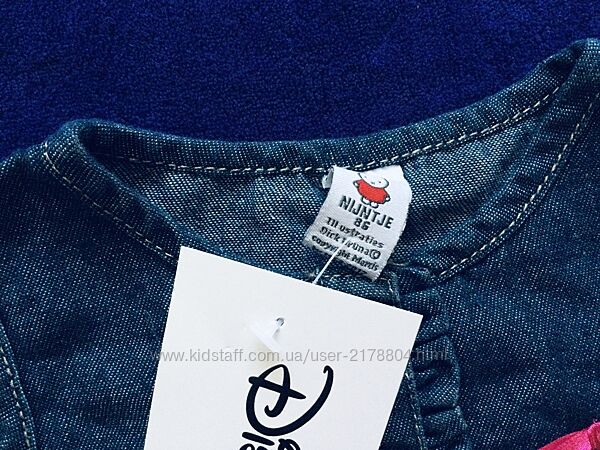 NIJNTJE
86
Illustraties
Dick Bruna©
copyright Mercis
www.kidstaff.com.ua/user-2178804.html